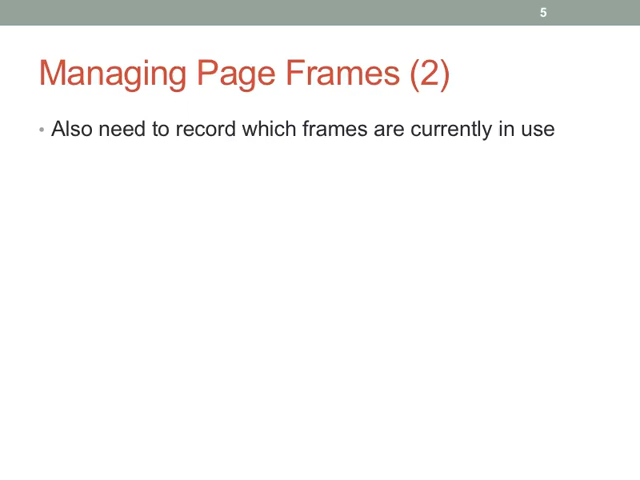 5
Managing Page Frames (2)
• Also need to record which frames are currently in use